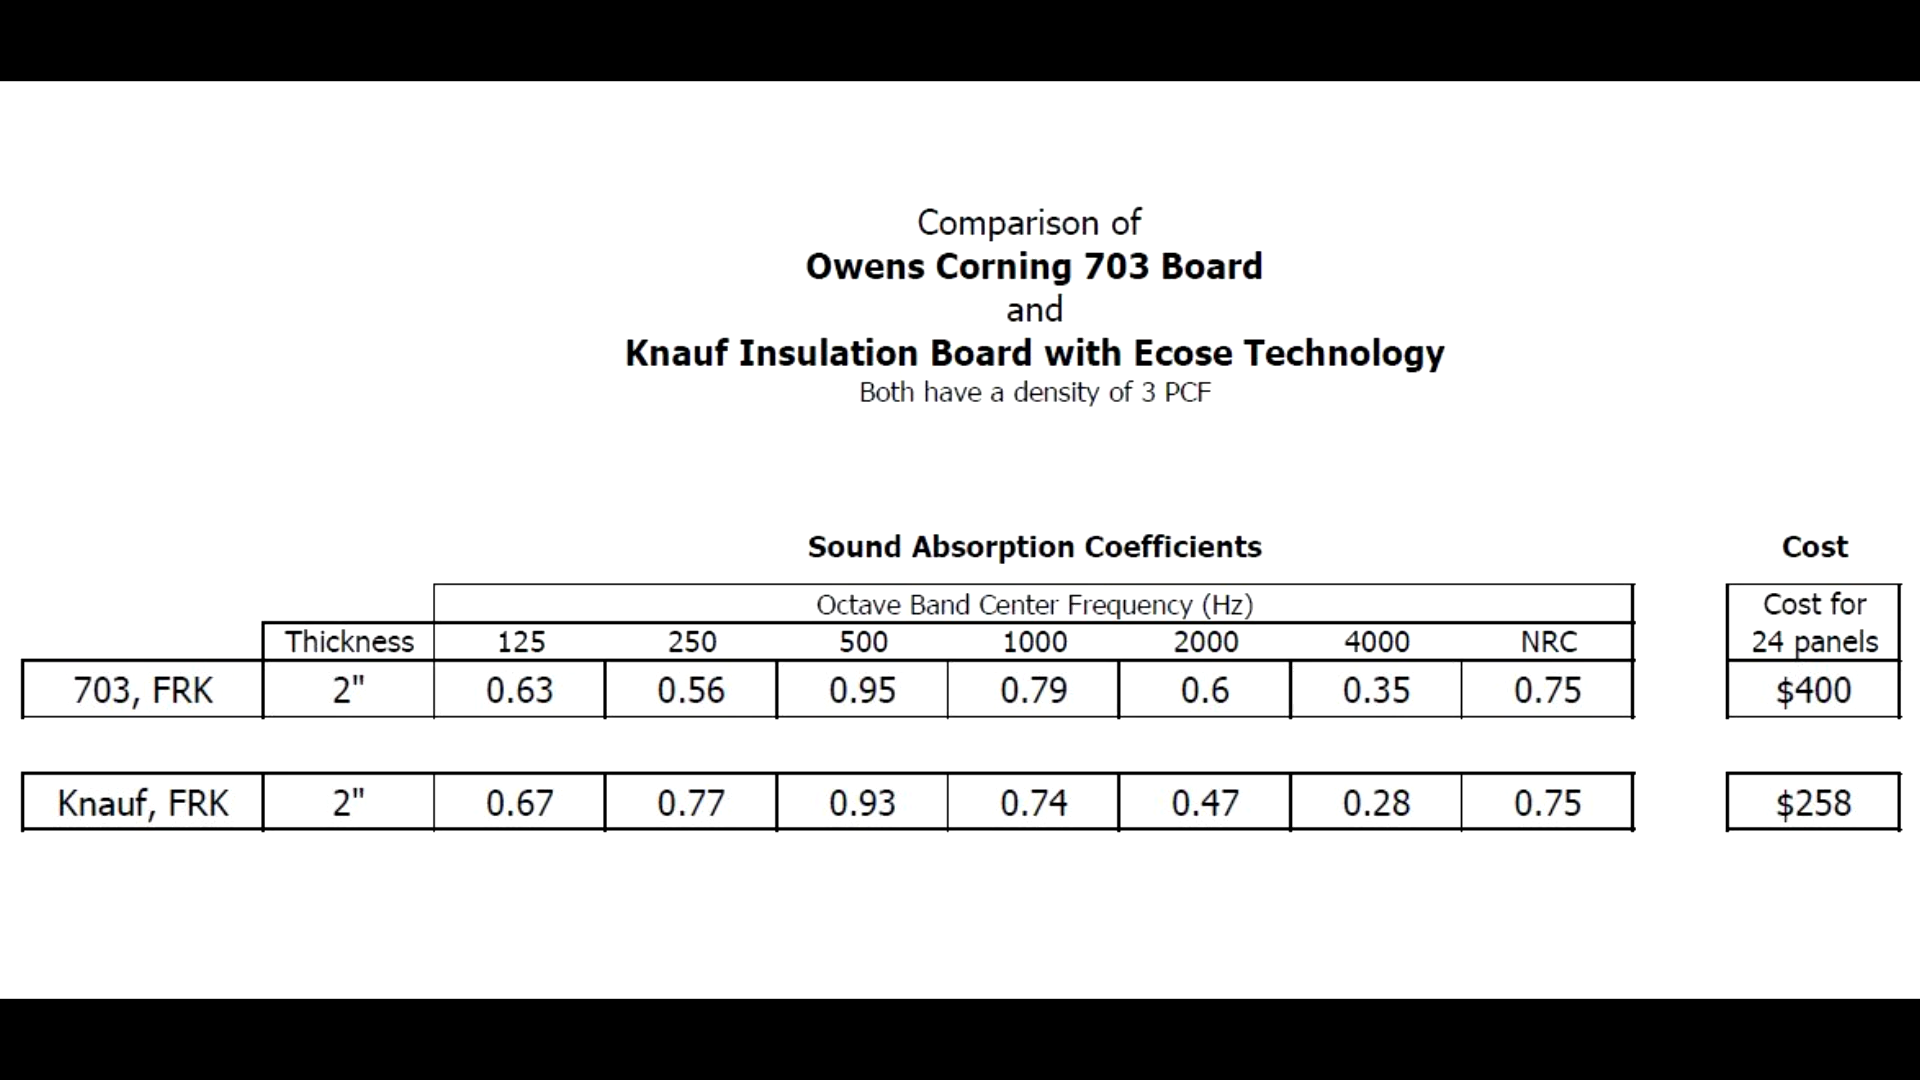 Comparison of
Owens Corning 703 Board
and
Knauf Insulation Board with Ecose Technology
Both have a density of 3 PCF
Sound Absorption Coefficients Cost
Octave Band Center Frequency (Hz) Cost for
Thickness 125 250 500 1000 2000 4000 NRC 24 panels
703, FRK 2" 0.63 0.56 0.95 0.79 0.6 0.35 0.75 $400
Knauf, FRK 2" 0.67 0.77 0.93 0.74 0.47 0.28 0.75 $258